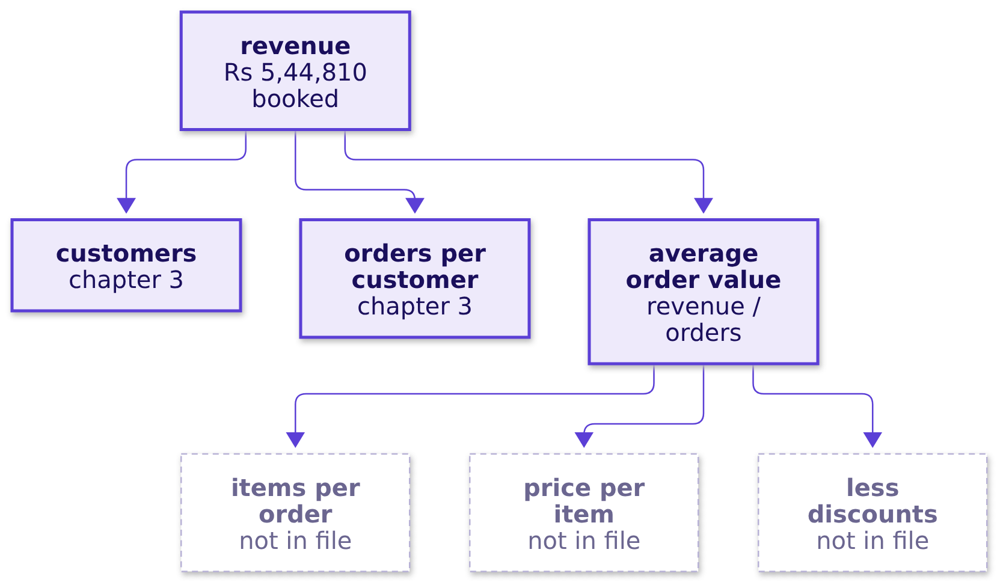 revenue
Rs 5,44,810
booked
customers
chapter 3
orders per
customer
chapter 3
average
order value
revenue /
orders
items per
order
not in file
price per
item
not in file
less
discounts
not in file